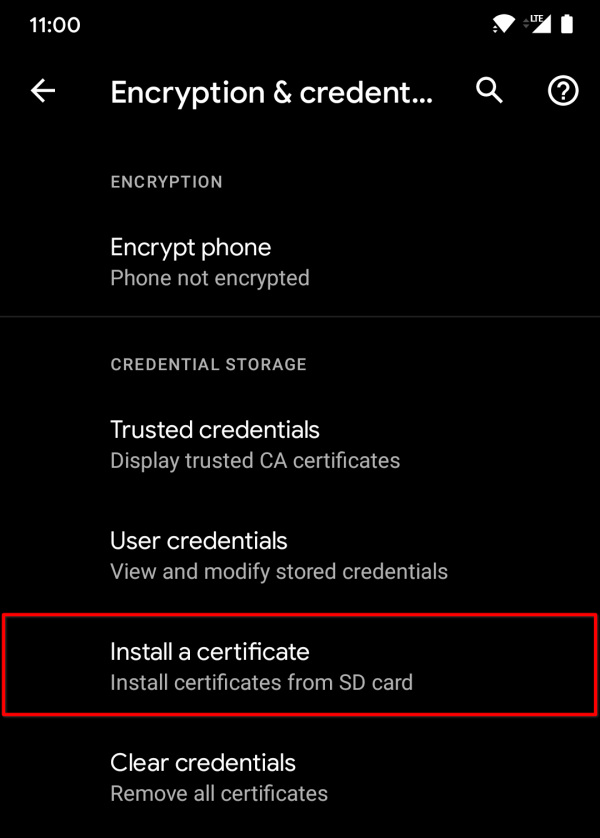 11:00
LTE
Encryption & credent...
ENCRYPTION
Encrypt phone
Phone not encrypted
CREDENTIAL STORAGE
Trusted credentials
Display trusted CA certificates
User credentials
View and modify stored credentials
Install a certificate
Install certificates from SD card
Clear credentials
Remove all certificates